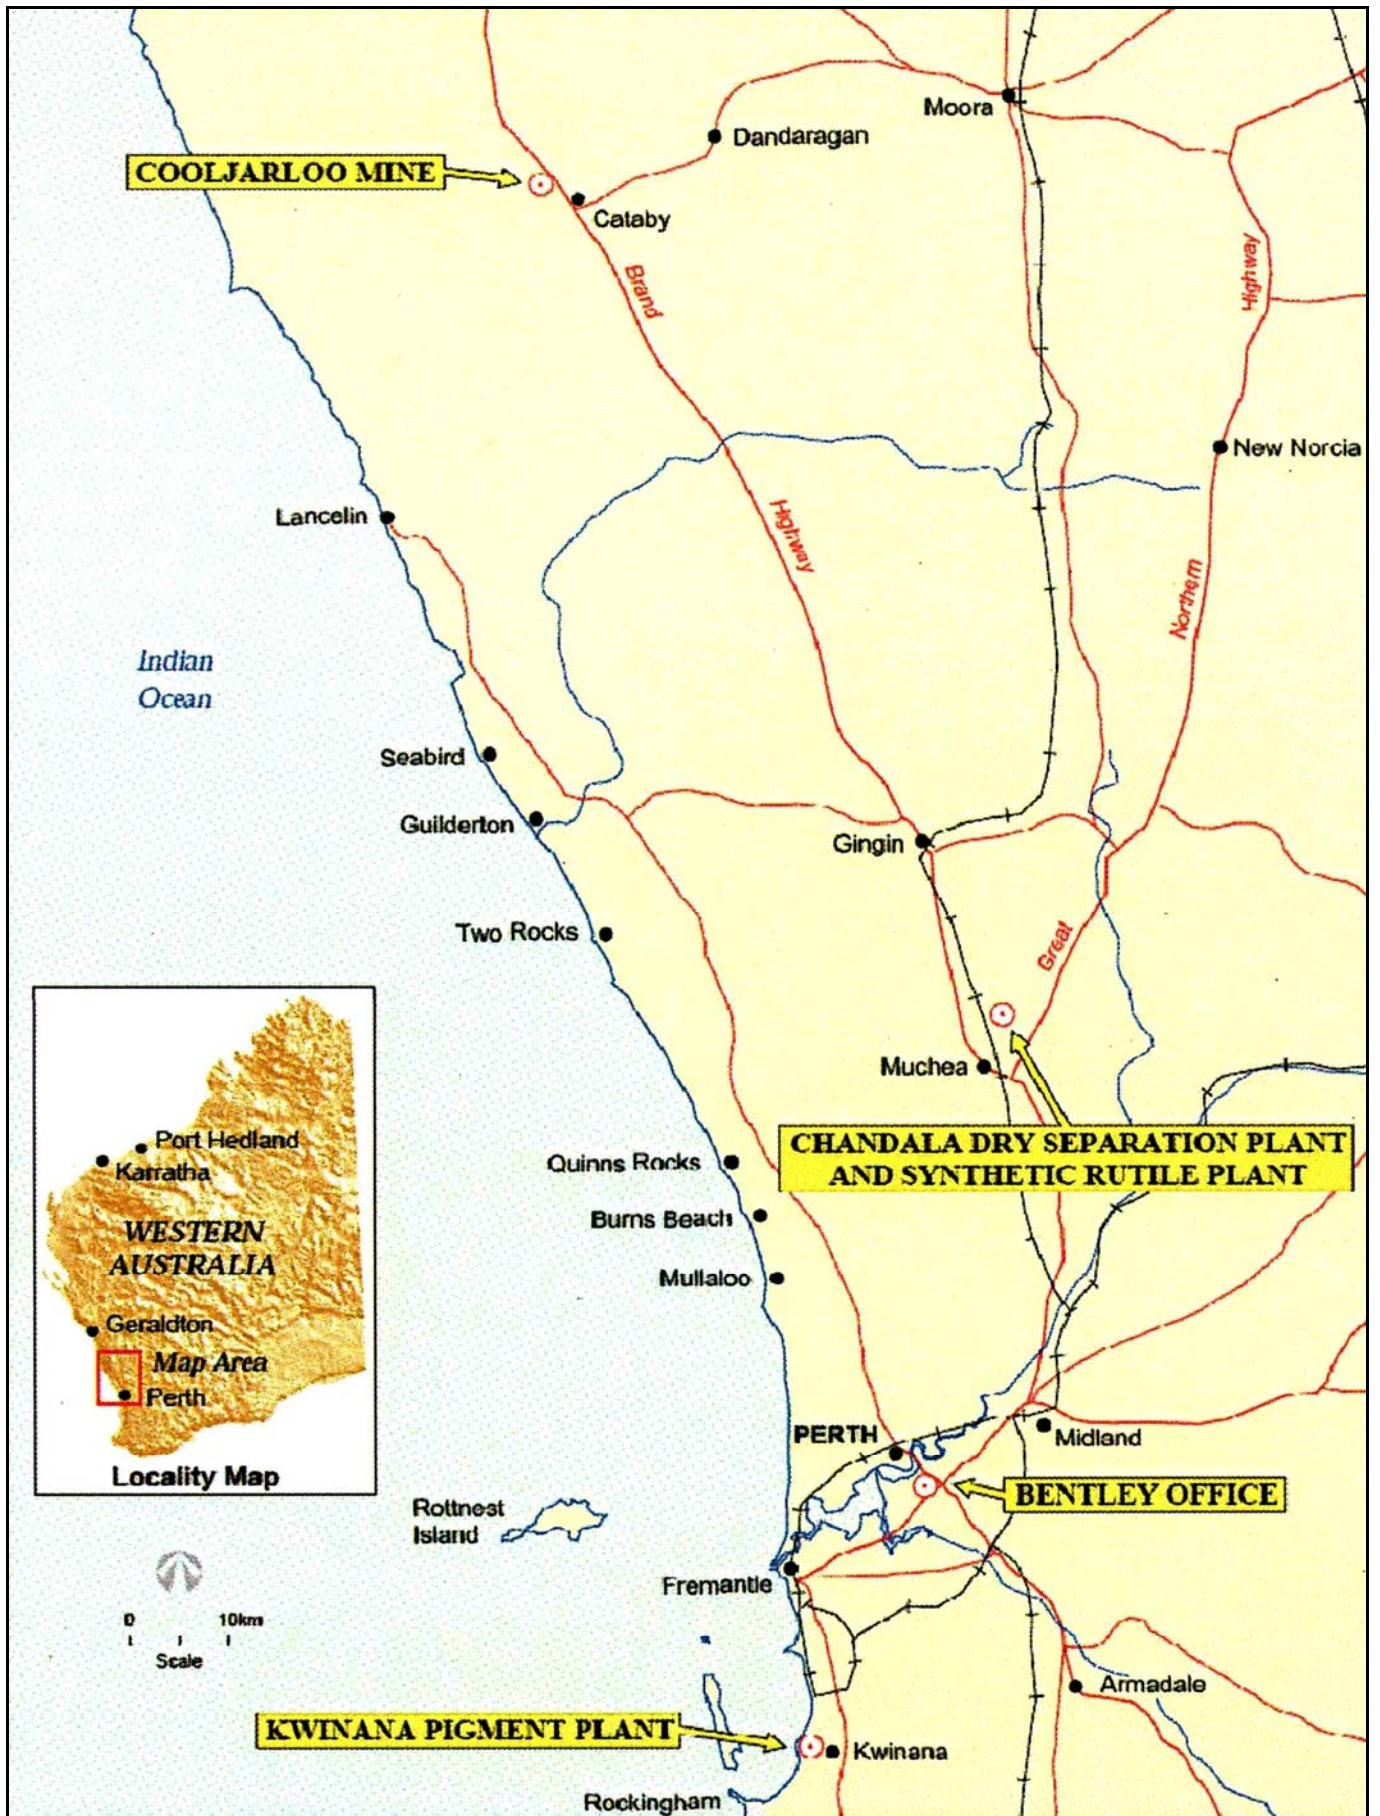 Moora
Dandaragan
COOLJARLOO MINE
Cataby
Brand
Highway
New Norcia
Lancelin
Highway
Northern
Indian
Ocean
Seabird
Guilderton
Gingin
Two Rocks
Great
Muchea
CHANDALA DRY SEPARATION PLANT
AND SYNTHETIC RUTILE PLANT
Quinns Rocks
Burns Beach
Mullaloo
Port Hedland
Karratha
WESTERN
AUSTRALIA
Geraldton
Map Area
Perth
Locality Map
PERTH
Midland
BENTLEY OFFICE
Rottnest
Island
Fremantle
0 10km
Scale
Armadale
KWINANA PIGMENT PLANT
Kwinana
Rockingham